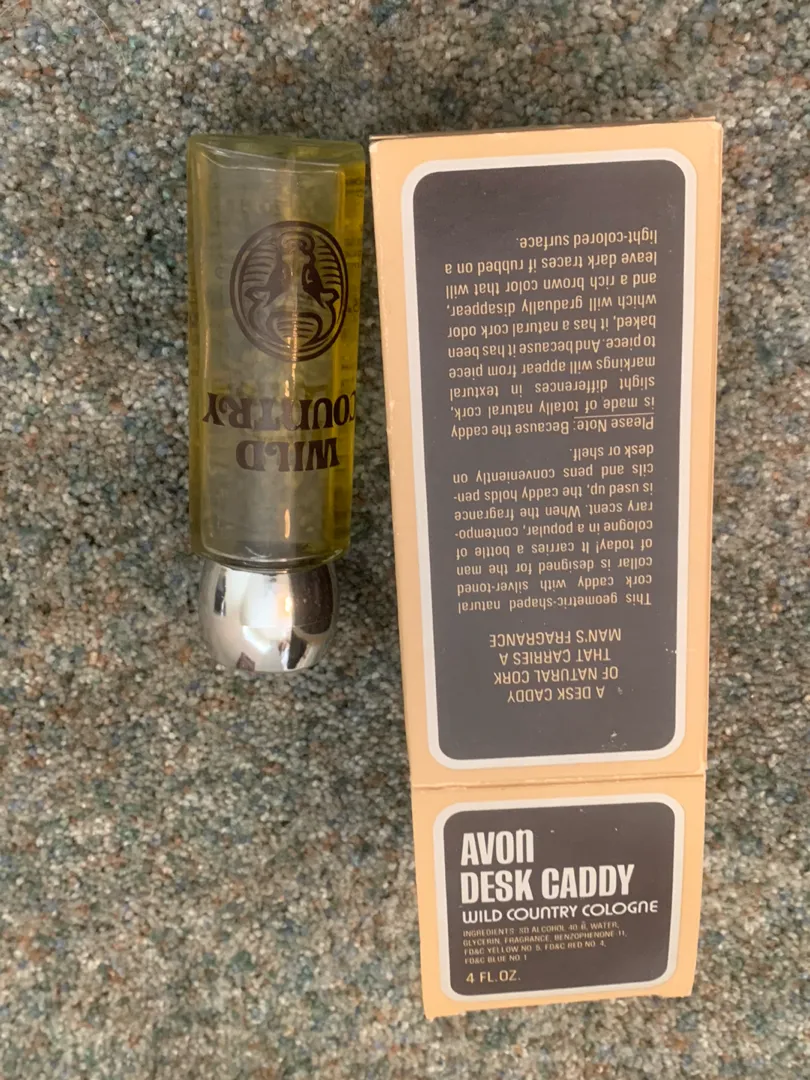 WILD
COUNTRY
A DESK CADDY
OF NATURAL CORK
THAT CARRIES A
MAN'S FRAGRANCE
This geometric-shaped natural
cork caddy with silver-toned
collar is designed for the man
of today! It carries a bottle of
cologne in a popular, contempo-
rary scent. When the fragrance
is used up, the caddy holds pen-
cils and pens conveniently on
desk or shelf.
Please Note: Because the caddy
is made of totally natural cork,
slight differences in textural
markings will appear from piece
to piece. And because it has been
baked, it has a natural cork odor
which will gradually disappear,
and a rich brown color that will
leave dark traces if rubbed on a
light-colored surface.
AVON
DESK CADDY
WILD COUNTRY COLOGNE
INGREDIENTS: SD ALCOHOL 40-B, WATER,
GLYCERIN, FRAGRANCE, BENZOPHENONE-11,
FD&C YELLOW NO. 5, FD&C RED NO. 4,
FD&C BLUE NO. 1
4 FL. OZ.